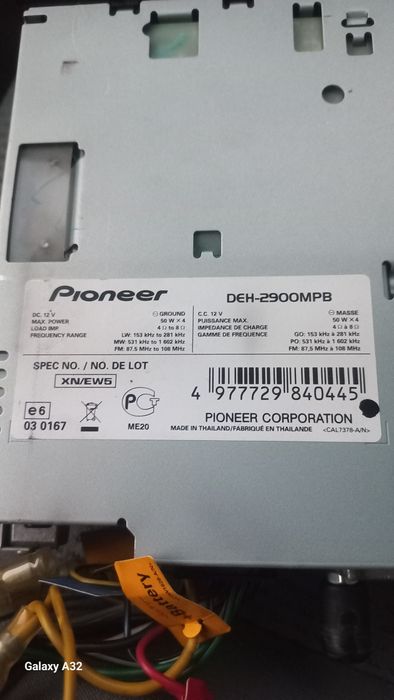 Pioneer
DEH-2900MPB
DC. 12 V ⊖ GROUND
MAX. POWER 50 W × 4
LOAD IMP. 4 Ω to 8 Ω
FREQUENCY RANGE LW: 153 kHz to 281 kHz
MW: 531 kHz to 1 602 kHz
FM: 87.5 MHz to 108 MHz
C.C. 12 V ⊖ MASSE
PUISSANCE MAX. 50 W × 4
IMPEDANCE DE CHARGE 4 Ω à 8 Ω
GAMME DE FREQUENCE GO: 153 kHz à 281 kHz
PO: 531 kHz à 1 602 kHz
FM: 87,5 MHz à 108 MHz
SPEC NO. / NO. DE LOT
XN/EW5
4 977729 840445
e6
03 0167
ME20
PIONEER CORPORATION
MADE IN THAILAND/FABRIQUÉ EN THAILANDE <CAL7378-A/N>
Battery
Galaxy A32